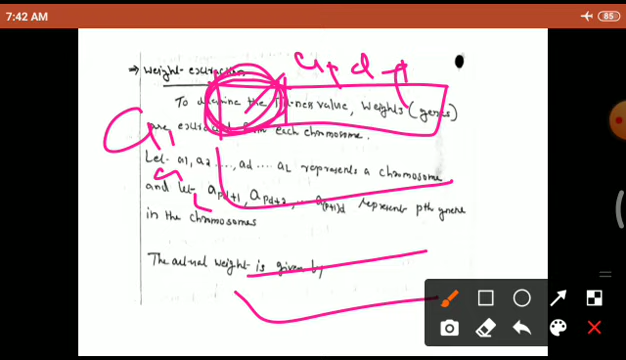 7:42 AM
85
→ Weight extraction
To determine the fitness value, weights (genes)
are extracted from each chromosome.
Let a1, a2 ...., ad .... aL represents a chromosome
and let apd+1, apd+2, .. a(p+1)d represent pth gene
in the chromosomes
The actual weight is given by